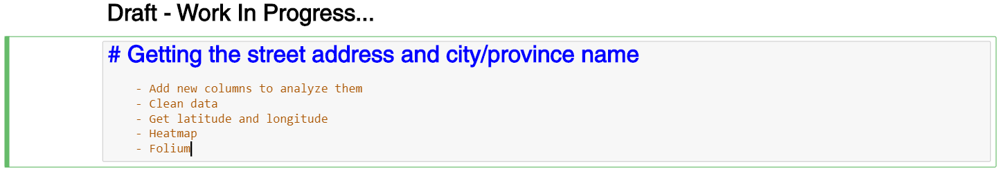 Draft - Work In Progress...
# Getting the street address and city/province name
- Add new columns to analyze them
- Clean data
- Get latitude and longitude
- Heatmap
- Folium